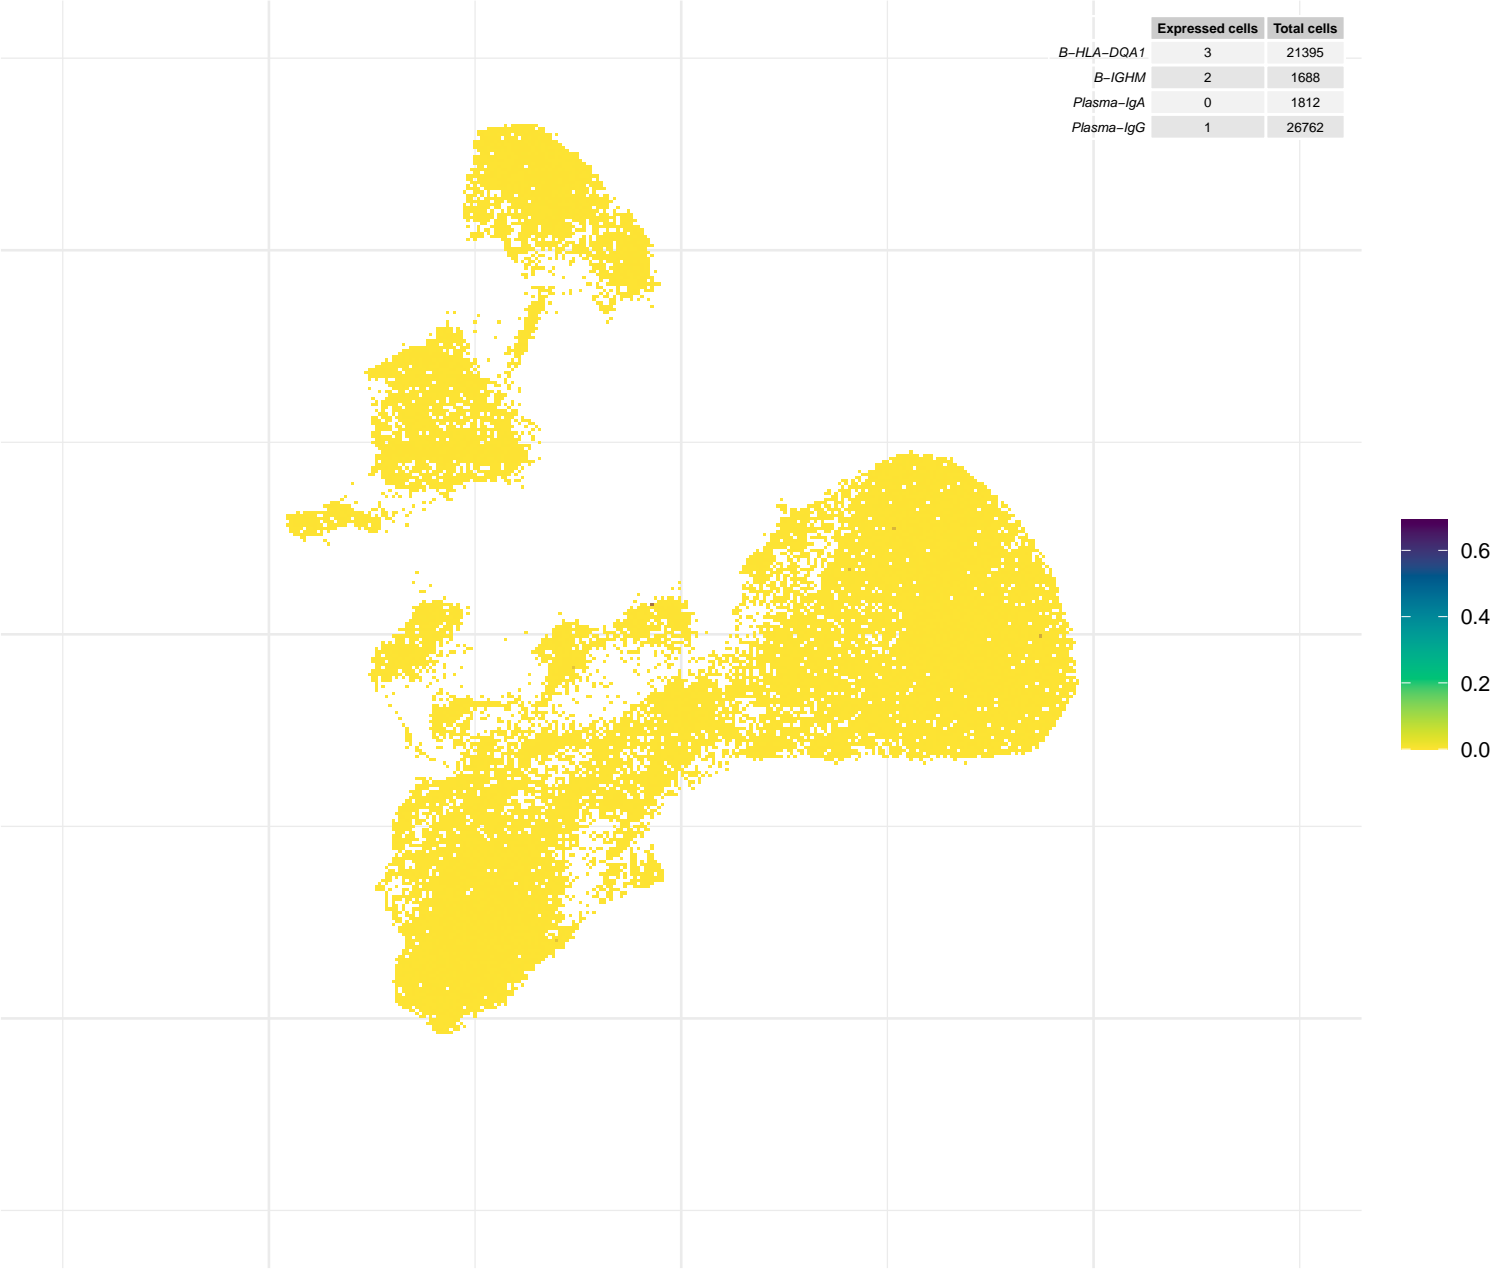 Expressed cells Total cells
B−HLA−DQA1 3 21395
B−IGHM 2 1688
Plasma−IgA 0 1812
Plasma−IgG 1 26762
0.6
0.4
0.2
0.0